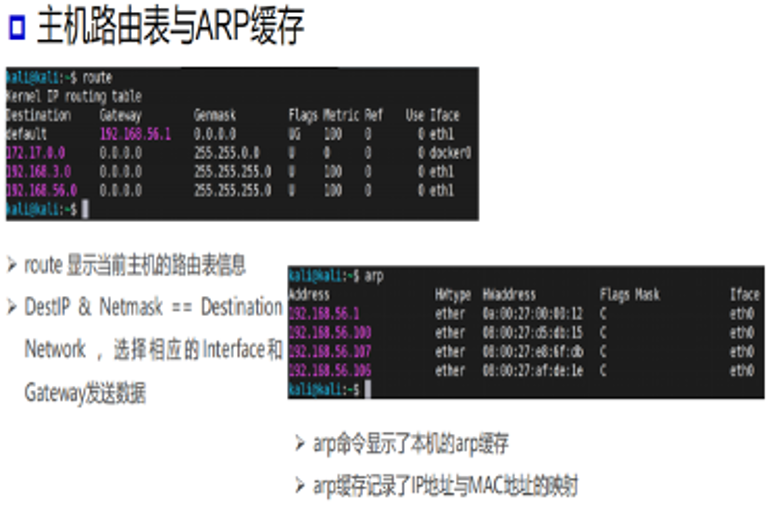 主机路由表与ARP缓存
kali@kali:~$ route
Kernel IP routing table
Destination Gateway Genmask Flags Metric Ref Use Iface
default 192.168.56.1 0.0.0.0 UG 100 0 0 eth1
172.17.0.0 0.0.0.0 255.255.0.0 U 0 0 0 docker0
192.168.3.0 0.0.0.0 255.255.255.0 U 100 0 0 eth1
192.168.56.0 0.0.0.0 255.255.255.0 U 100 0 0 eth1
kali@kali:~$
route 显示当前主机的路由表信息
DestIP & Netmask == Destination
Network ，选择相应的Interface和
Gateway发送数据
kali@kali:~$ arp
Address HWtype HWaddress Flags Mask Iface
192.168.56.1 ether 0a:00:27:00:00:12 C eth0
192.168.56.100 ether 08:00:27:d5:db:15 C eth0
192.168.56.107 ether 08:00:27:e8:6f:db C eth0
192.168.56.106 ether 08:00:27:af:de:1e C eth0
kali@kali:~$
arp命令显示了本机的arp缓存
arp缓存记录了IP地址与MAC地址的映射